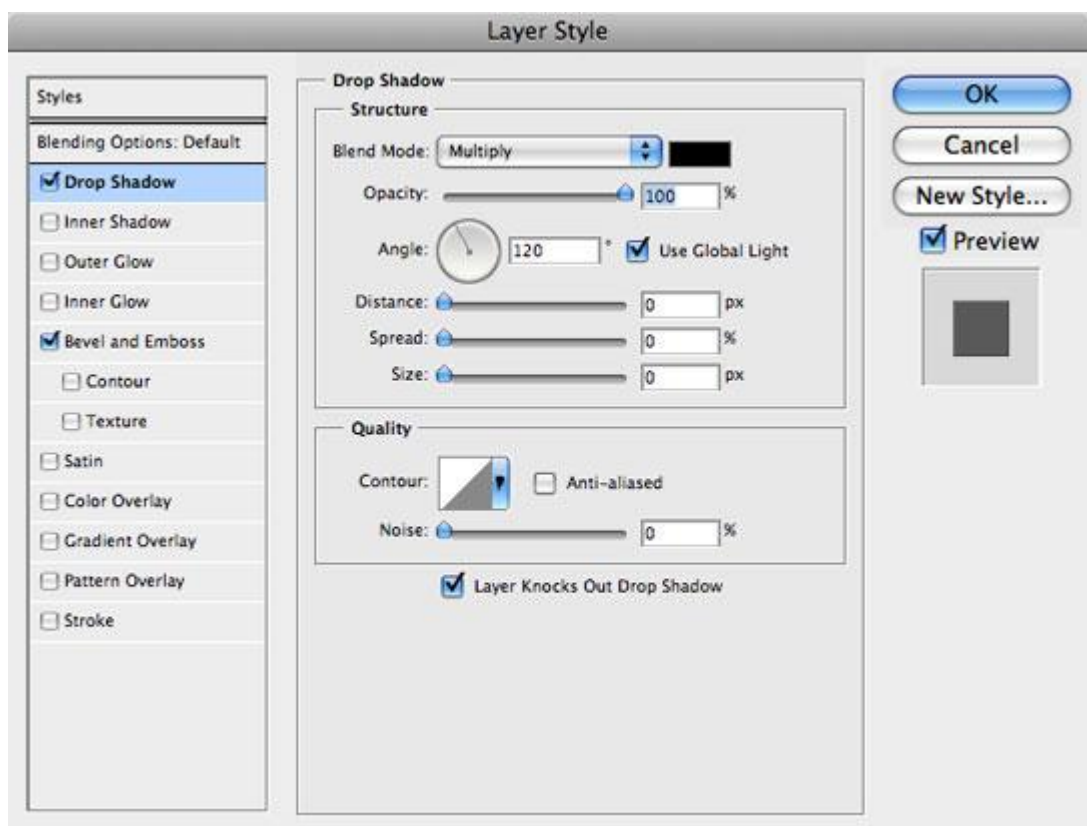 Layer Style
Styles
Blending Options: Default
Drop Shadow
Inner Shadow
Outer Glow
Inner Glow
Bevel and Emboss
Contour
Texture
Satin
Color Overlay
Gradient Overlay
Pattern Overlay
Stroke
Drop Shadow
Structure
Blend Mode: Multiply
Opacity: 100 %
Angle: 120 ° Use Global Light
Distance: 0 px
Spread: 0 %
Size: 0 px
Quality
Contour: Anti-aliased
Noise: 0 %
Layer Knocks Out Drop Shadow
OK
Cancel
New Style...
Preview